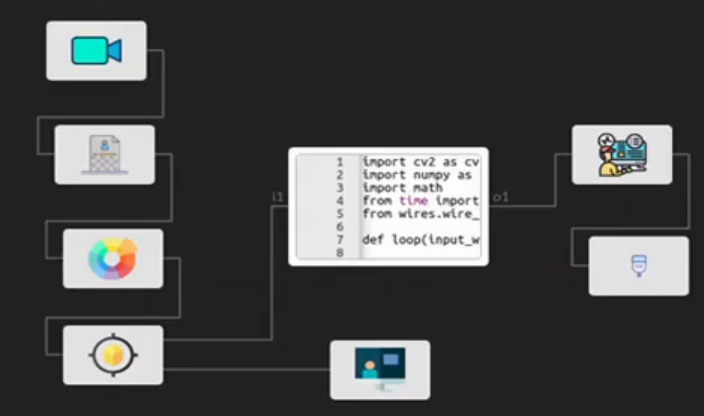 i1
1 import cv2 as cv
2 import numpy as
3 import math
4 from time import
5 from wires.wire_
6
7 def loop(input_w
8
o1